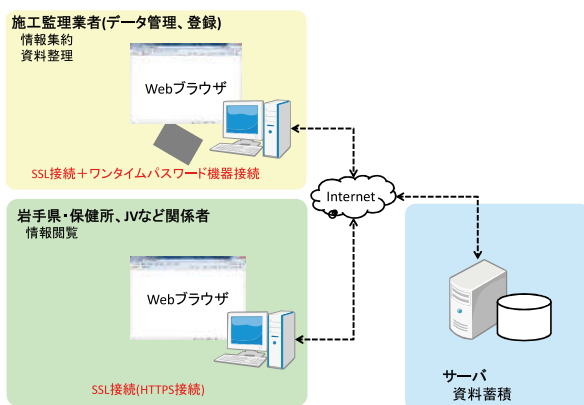 施工監理業者(データ管理、登録)
情報集約
資料整理
Webブラウザ
SSL接続＋ワンタイムパスワード機器接続
Internet
岩手県・保健所、JVなど関係者
情報閲覧
Webブラウザ
SSL接続(HTTPS接続)
サーバ
資料蓄積